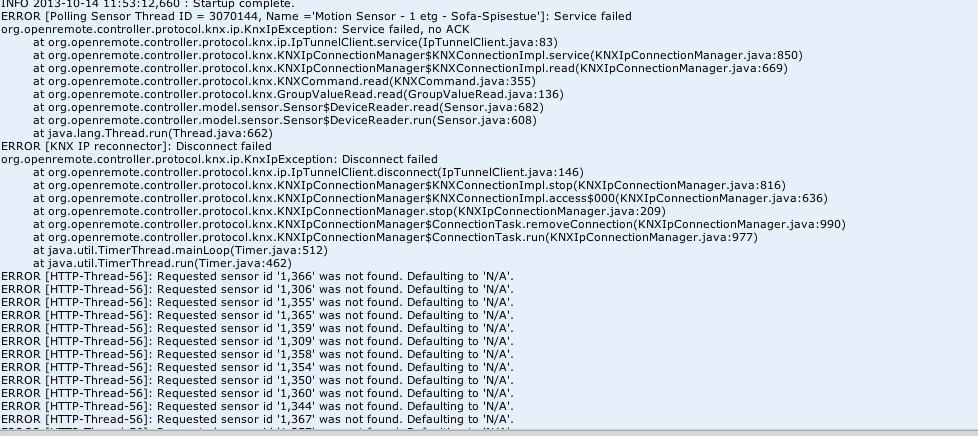 INFO 2013-10-14 11:53:12,660 : Startup complete.
ERROR [Polling Sensor Thread ID = 3070144, Name ='Motion Sensor - 1 etg - Sofa-Spisestue']: Service failed
org.openremote.controller.protocol.knx.ip.KnxIpException: Service failed, no ACK
at org.openremote.controller.protocol.knx.ip.IpTunnelClient.service(IpTunnelClient.java:83)
at org.openremote.controller.protocol.knx.KNXIpConnectionManager$KNXConnectionImpl.service(KNXIpConnectionManager.java:850)
at org.openremote.controller.protocol.knx.KNXIpConnectionManager$KNXConnectionImpl.read(KNXIpConnectionManager.java:669)
at org.openremote.controller.protocol.knx.KNXCommand.read(KNXCommand.java:355)
at org.openremote.controller.protocol.knx.GroupValueRead.read(GroupValueRead.java:136)
at org.openremote.controller.model.sensor.Sensor$DeviceReader.read(Sensor.java:682)
at org.openremote.controller.model.sensor.Sensor$DeviceReader.run(Sensor.java:608)
at java.lang.Thread.run(Thread.java:662)
ERROR [KNX IP reconnector]: Disconnect failed
org.openremote.controller.protocol.knx.ip.KnxIpException: Disconnect failed
at org.openremote.controller.protocol.knx.ip.IpTunnelClient.disconnect(IpTunnelClient.java:146)
at org.openremote.controller.protocol.knx.KNXIpConnectionManager$KNXConnectionImpl.stop(KNXIpConnectionManager.java:816)
at org.openremote.controller.protocol.knx.KNXIpConnectionManager$KNXConnectionImpl.access$000(KNXIpConnectionManager.java:636)
at org.openremote.controller.protocol.knx.KNXIpConnectionManager.stop(KNXIpConnectionManager.java:209)
at org.openremote.controller.protocol.knx.KNXIpConnectionManager$ConnectionTask.removeConnection(KNXIpConnectionManager.java:990)
at org.openremote.controller.protocol.knx.KNXIpConnectionManager$ConnectionTask.run(KNXIpConnectionManager.java:977)
at java.util.TimerThread.mainLoop(Timer.java:512)
at java.util.TimerThread.run(Timer.java:462)
ERROR [HTTP-Thread-56]: Requested sensor id '1,366' was not found. Defaulting to 'N/A'.
ERROR [HTTP-Thread-56]: Requested sensor id '1,306' was not found. Defaulting to 'N/A'.
ERROR [HTTP-Thread-56]: Requested sensor id '1,355' was not found. Defaulting to 'N/A'.
ERROR [HTTP-Thread-56]: Requested sensor id '1,365' was not found. Defaulting to 'N/A'.
ERROR [HTTP-Thread-56]: Requested sensor id '1,359' was not found. Defaulting to 'N/A'.
ERROR [HTTP-Thread-56]: Requested sensor id '1,309' was not found. Defaulting to 'N/A'.
ERROR [HTTP-Thread-56]: Requested sensor id '1,358' was not found. Defaulting to 'N/A'.
ERROR [HTTP-Thread-56]: Requested sensor id '1,354' was not found. Defaulting to 'N/A'.
ERROR [HTTP-Thread-56]: Requested sensor id '1,350' was not found. Defaulting to 'N/A'.
ERROR [HTTP-Thread-56]: Requested sensor id '1,360' was not found. Defaulting to 'N/A'.
ERROR [HTTP-Thread-56]: Requested sensor id '1,344' was not found. Defaulting to 'N/A'.
ERROR [HTTP-Thread-56]: Requested sensor id '1,367' was not found. Defaulting to 'N/A'.